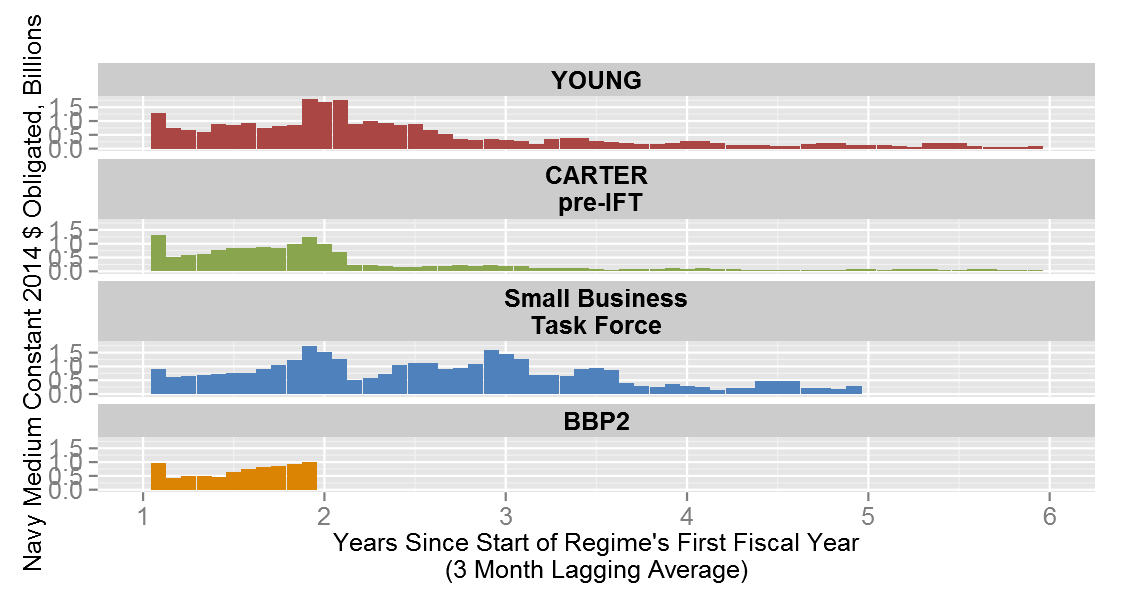 Navy Medium Constant 2014 $ Obligated, Billions
YOUNG
1.5
1.0
0.5
0.0
CARTER
pre-IFT
1.5
1.0
0.5
0.0
Small Business
Task Force
1.5
1.0
0.5
0.0
BBP2
1.5
1.0
0.5
0.0
1 2 3 4 5 6
Years Since Start of Regime's First Fiscal Year
(3 Month Lagging Average)